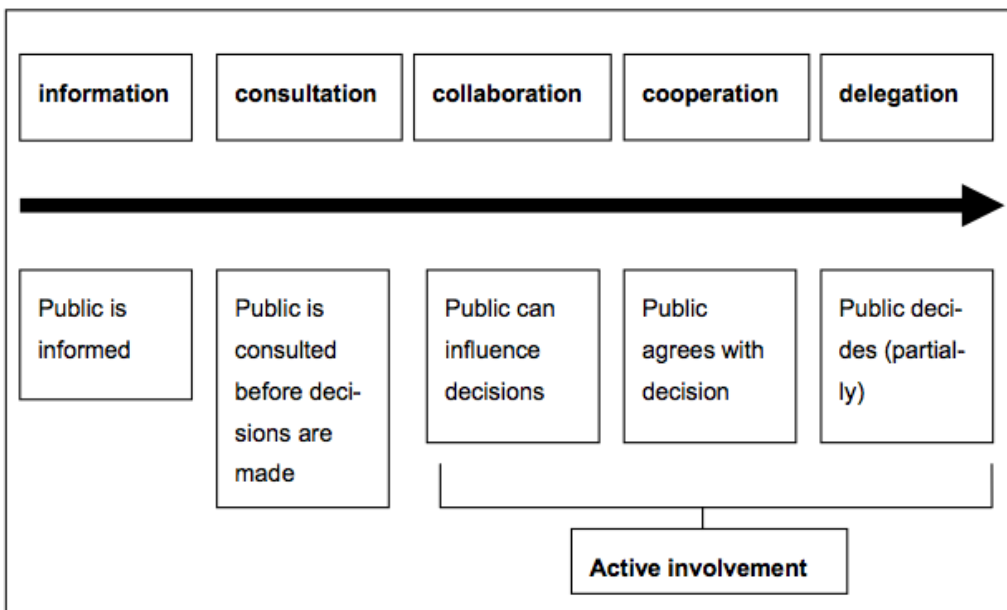 information
consultation
collaboration
cooperation
delegation
Public is
informed
Public is
consulted
before deci-
sions are
made
Public can
influence
decisions
Public
agrees with
decision
Public deci-
des (partial-
ly)
Active involvement